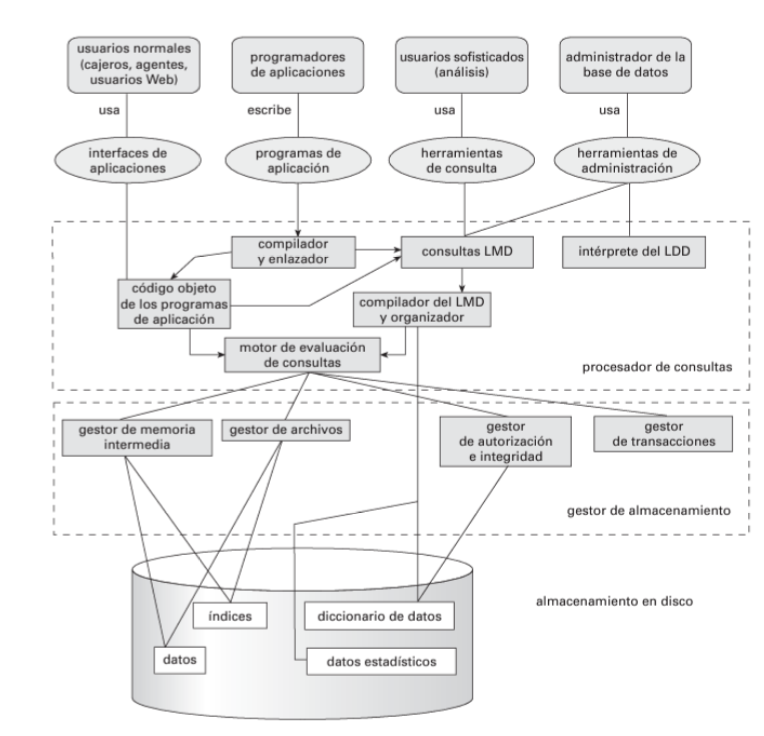 usuarios normales
(cajeros, agentes,
usuarios Web)
programadores
de aplicaciones
usuarios sofisticados
(análisis)
administrador de la
base de datos
usa
escribe
usa
usa
interfaces de
aplicaciones
programas de
aplicación
herramientas
de consulta
herramientas de
administración
compilador
y enlazador
consultas LMD
intérprete del LDD
código objeto
de los programas
de aplicación
compilador del LMD
y organizador
motor de evaluación
de consultas
procesador de consultas
gestor de memoria
intermedia
gestor de archivos
gestor
de autorización
e integridad
gestor
de transacciones
gestor de almacenamiento
índices
diccionario de datos
almacenamiento en disco
datos
datos estadísticos